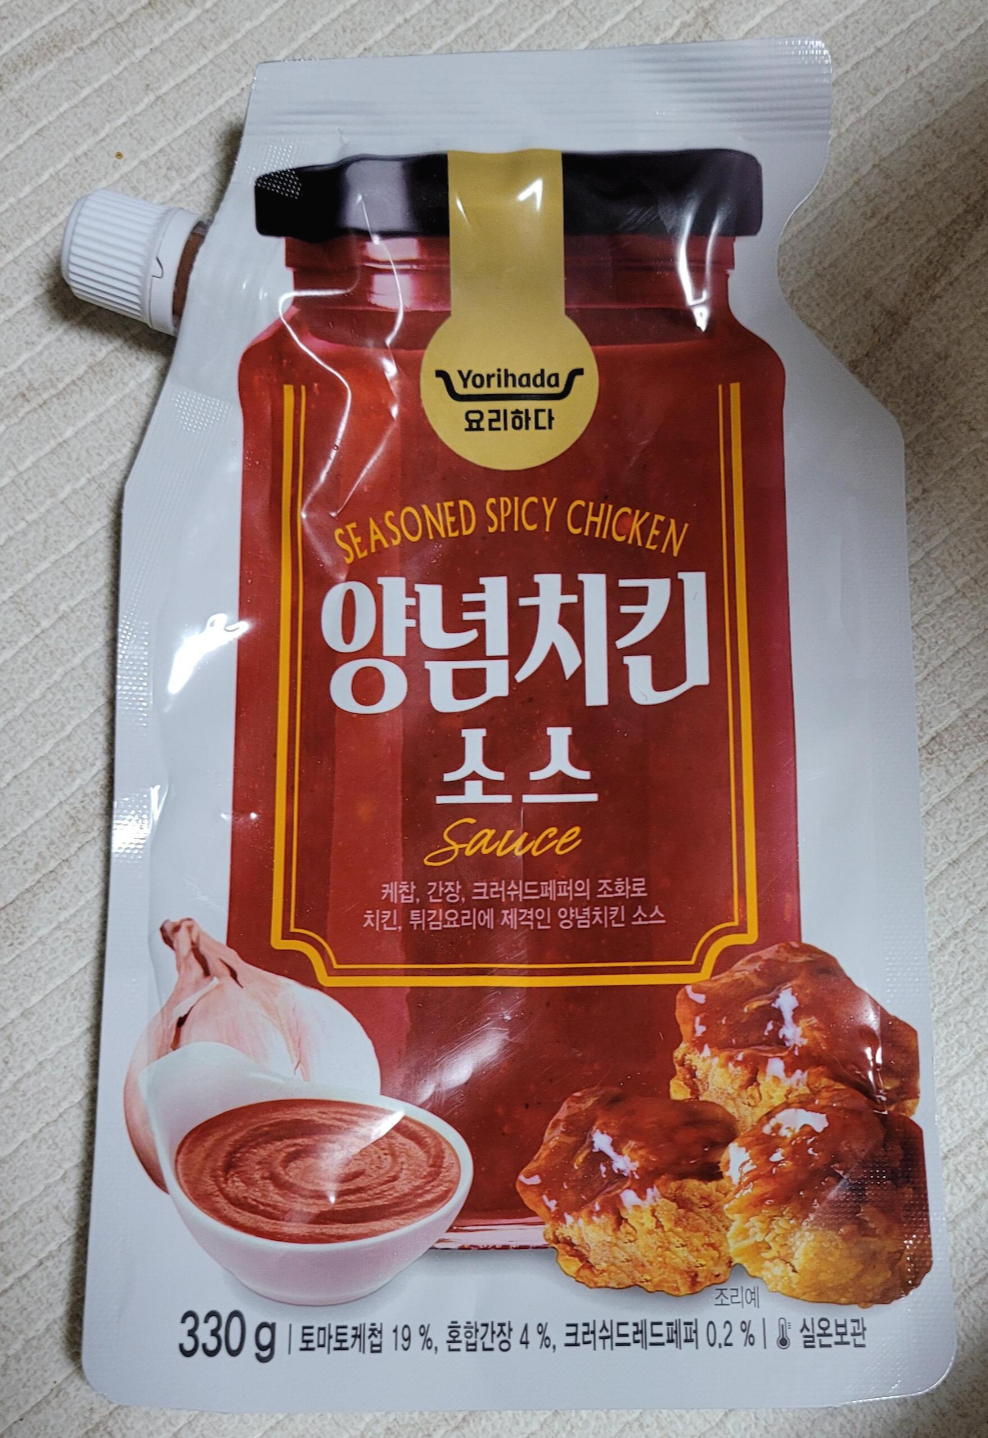 Yorihada
요리하다
SEASONED SPICY CHICKEN
양념치킨
소스
Sauce
케찹, 간장, 크러쉬드페퍼의 조화로
치킨, 튀김요리에 제격인 양념치킨 소스
조리예
330 g | 토마토케첩 19 %, 혼합간장 4 %, 크러쉬드레드페퍼 0.2 % | 실온보관